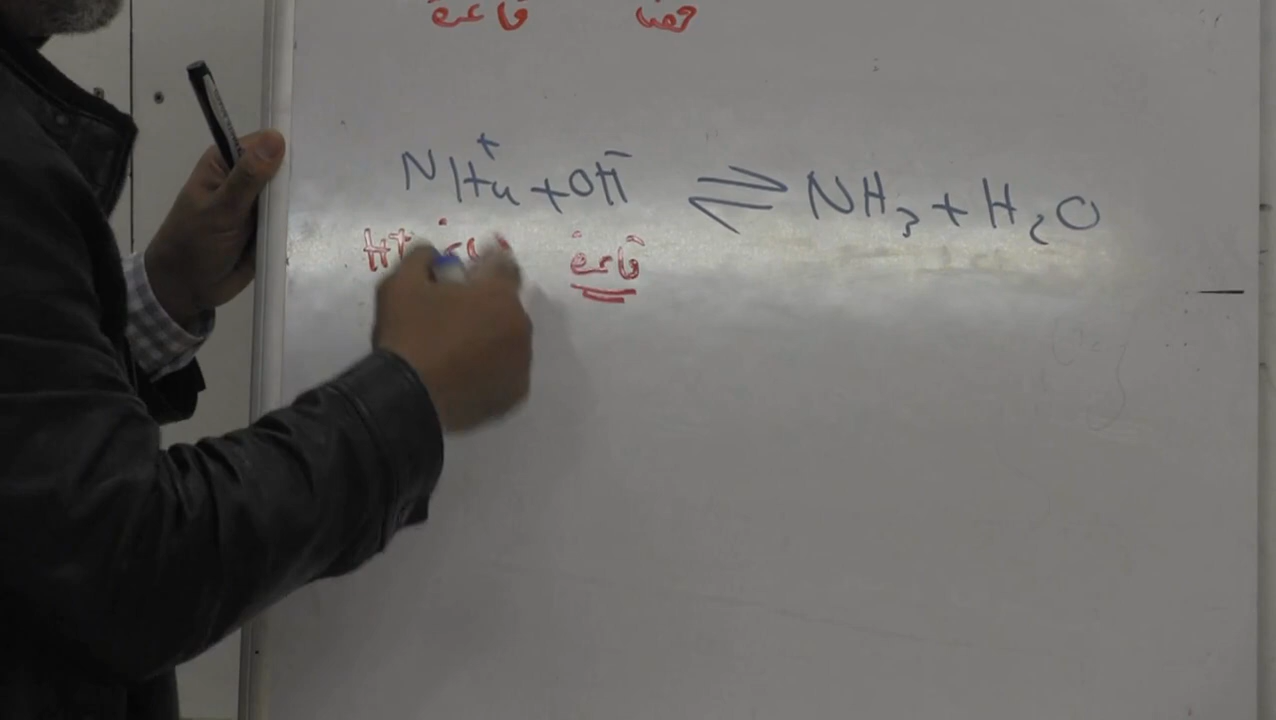 حمض قاعدة
NH₄⁺ + OH⁻ ⇌ NH₃ + H₂O
قاعدة H⁺